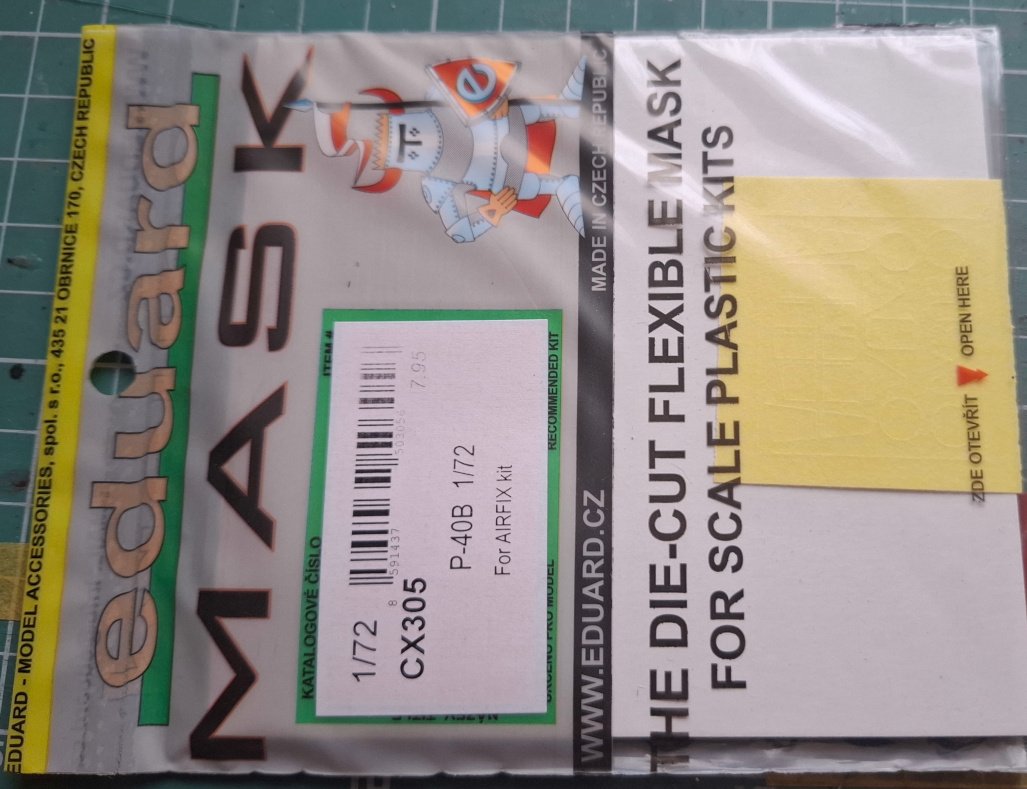 EDUARD - MODEL ACCESSORIES, spol. s r.o., 435 21 OBRNICE 170, CZECH REPUBLIC
eduard
MASK
e
KATALOGOVÉ ČÍSLO
ITEM #
1/72
8 591437 503056
7,95
CX305
P-40B 1/72
For AIRFIX kit
PRO MODEL
RECOMMENDED KIT
WWW.EDUARD.CZ
MADE IN CZECH REPUBLIC
THE DIE-CUT FLEXIBLE MASK
FOR SCALE PLASTIC KITS
ZDE OTEVŘÍT OPEN HERE